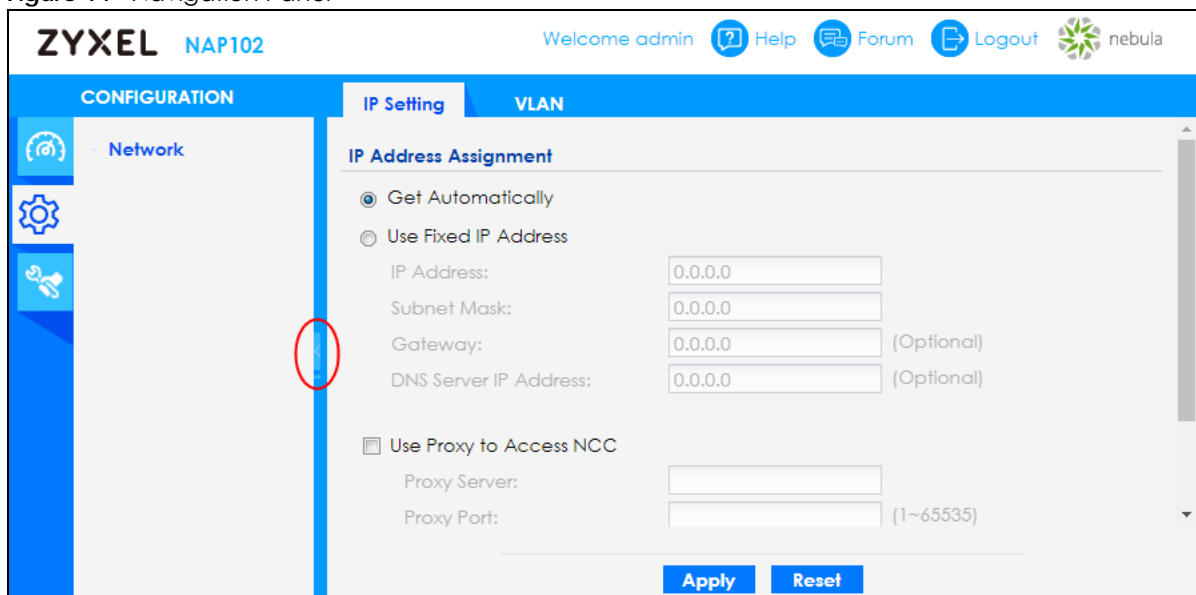 ZYXEL NAP102
Welcome admin Help Forum Logout nebula
CONFIGURATION
IP Setting VLAN
Network
IP Address Assignment
Get Automatically
Use Fixed IP Address
IP Address: 0.0.0.0
Subnet Mask: 0.0.0.0
Gateway: 0.0.0.0 (Optional)
DNS Server IP Address: 0.0.0.0 (Optional)
Use Proxy to Access NCC
Proxy Server:
Proxy Port: (1~65535)
Apply Reset